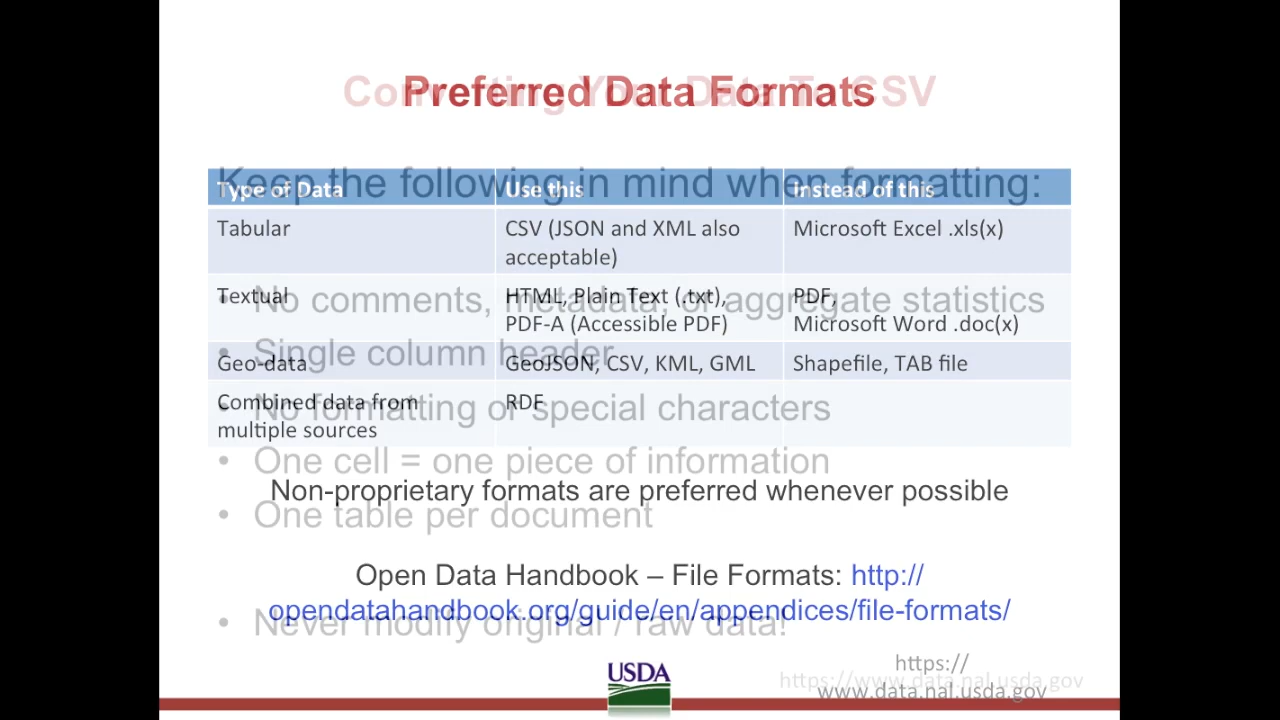 Preferred Data Formats
Converting Your Data To CSV
Keep the following in mind when formatting:
Type of Data Use this Instead of this
Tabular CSV (JSON and XML also Microsoft Excel .xls(x)
acceptable)
Textual HTML, Plain Text (.txt), PDF,
PDF-A (Accessible PDF) Microsoft Word .doc(x)
Geo-data GeoJSON, CSV, KML, GML Shapefile, TAB file
Combined data from RDF
multiple sources
• No comments, metadata, or aggregate statistics
• Single column header
• No formatting or special characters
• One cell = one piece of information
Non-proprietary formats are preferred whenever possible
• One table per document
Open Data Handbook – File Formats: http://
opendatahandbook.org/guide/en/appendices/file-formats/
• Never modify original / raw data!
USDA
https://
www.data.nal.usda.gov
https://www.data.nal.usda.gov